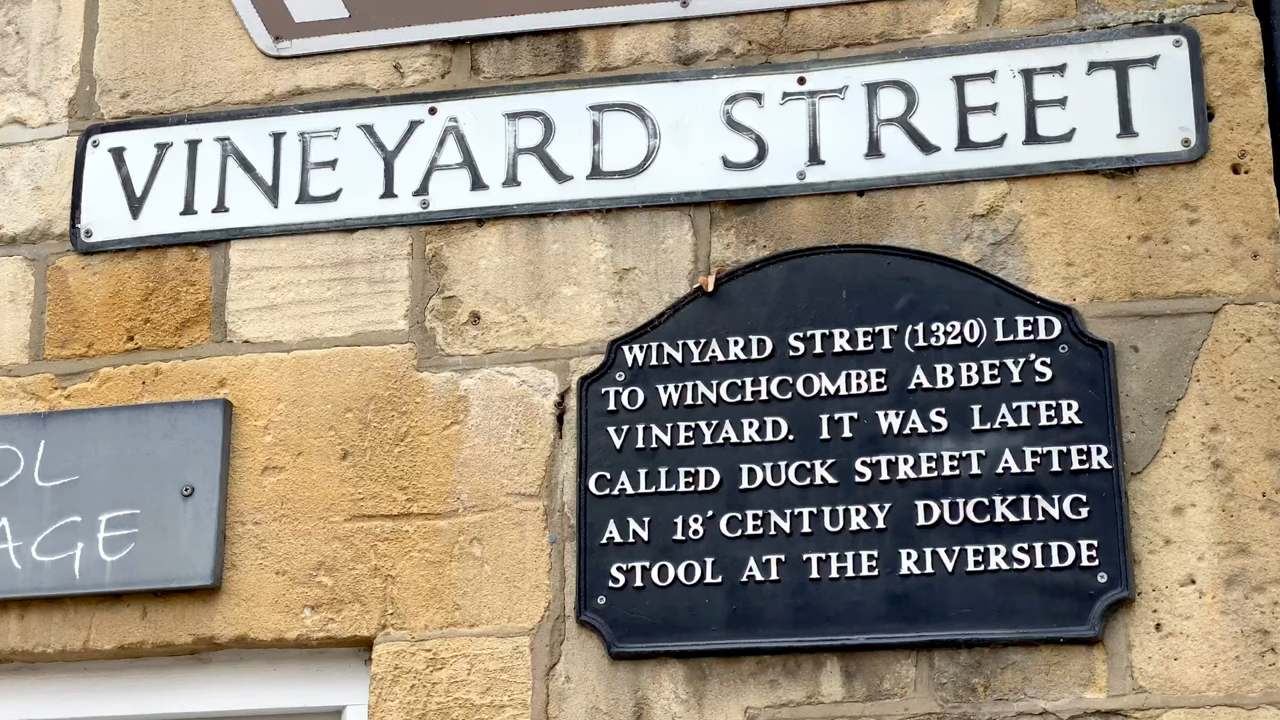 VINEYARD STREET
WINYARD STRET (1320) LED
TO WINCHCOMBE ABBEY'S
VINEYARD. IT WAS LATER
CALLED DUCK STREET AFTER
AN 18' CENTURY DUCKING
STOOL AT THE RIVERSIDE
OL
AGE